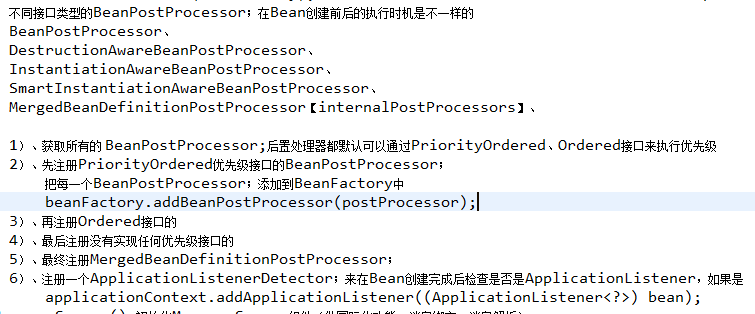 不同接口类型的BeanPostProcessor；在Bean创建前后的执行时机是不一样的
BeanPostProcessor、
DestructionAwareBeanPostProcessor、
InstantiationAwareBeanPostProcessor、
SmartInstantiationAwareBeanPostProcessor、
MergedBeanDefinitionPostProcessor【internalPostProcessors】、
1）、获取所有的 BeanPostProcessor;后置处理器都默认可以通过PriorityOrdered、Ordered接口来执行优先级
2）、先注册PriorityOrdered优先级接口的BeanPostProcessor；
把每一个BeanPostProcessor；添加到BeanFactory中
beanFactory.addBeanPostProcessor(postProcessor);
3）、再注册Ordered接口的
4）、最后注册没有实现任何优先级接口的
5）、最终注册MergedBeanDefinitionPostProcessor；
6）、注册一个ApplicationListenerDetector；来在Bean创建完成后检查是否是ApplicationListener，如果是
applicationContext.addApplicationListener((ApplicationListener<?>) bean);